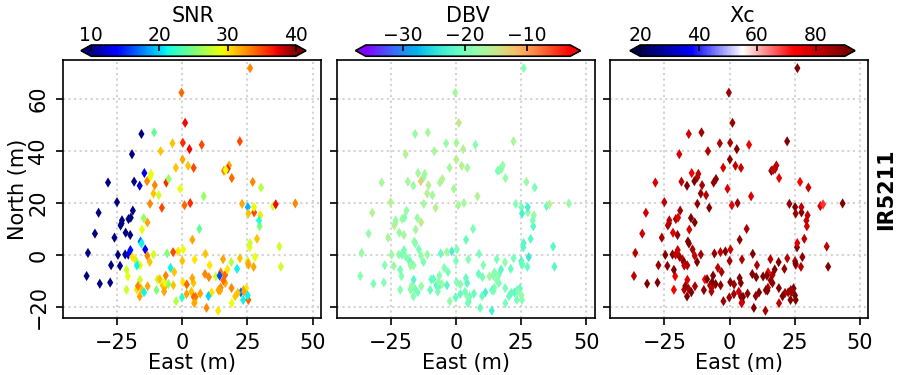 SNR DBV Xc
10 20 30 40 −30 −20 −10 20 40 60 80
60
40
20
0
−20
North (m)
IR5211
−25 0 25 50 −25 0 25 50 −25 0 25 50
East (m) East (m) East (m)